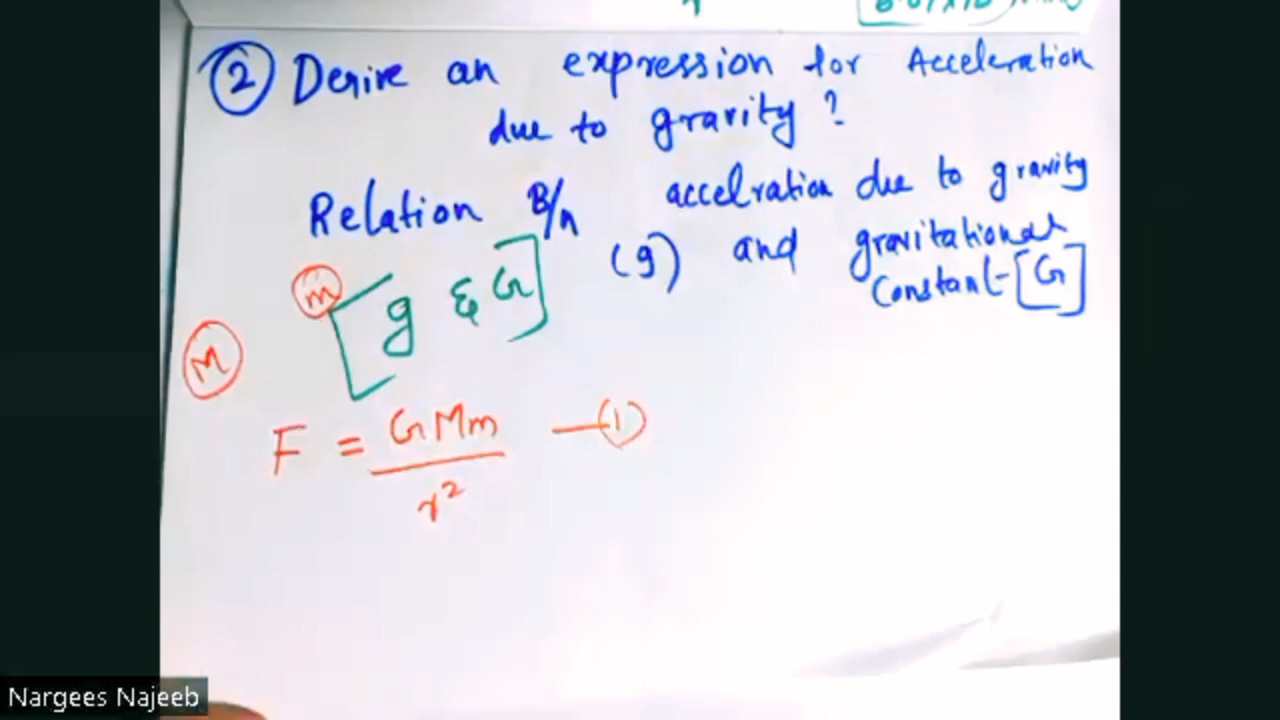 ② Derive an expression for Acceleration
due to gravity ?
Relation B/n acceleration due to gravity
(g) and gravitational
Constant- [G]
m
[g & G]
M
F = GMm —(1)
r²
Nargees Najeeb